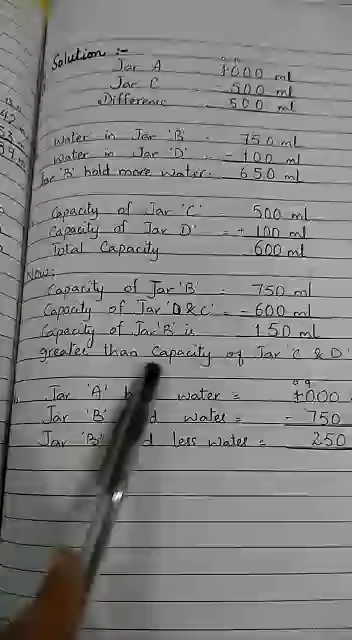 Solution :-
Jar A 1000 ml
Jar C 500 ml
Difference 500 ml
Water in Jar 'B' - 750 ml
Water in Jar 'D' = - 100 ml
Jar 'B' hold more water = 650 ml
Capacity of Jar 'C' 500 ml
Capacity of Jar D' = + 100 ml
Total Capacity 600 ml
Now:
Capacity of Jar 'B' = 750 ml
Capacity of Jar 'D & C' = - 600 ml
Capacity of Jar 'B' is 150 ml
greater than Capacity of Jar 'C & D'
Jar 'A' water = 1000
Jar 'B' water = - 750
Jar 'B' less water = 250